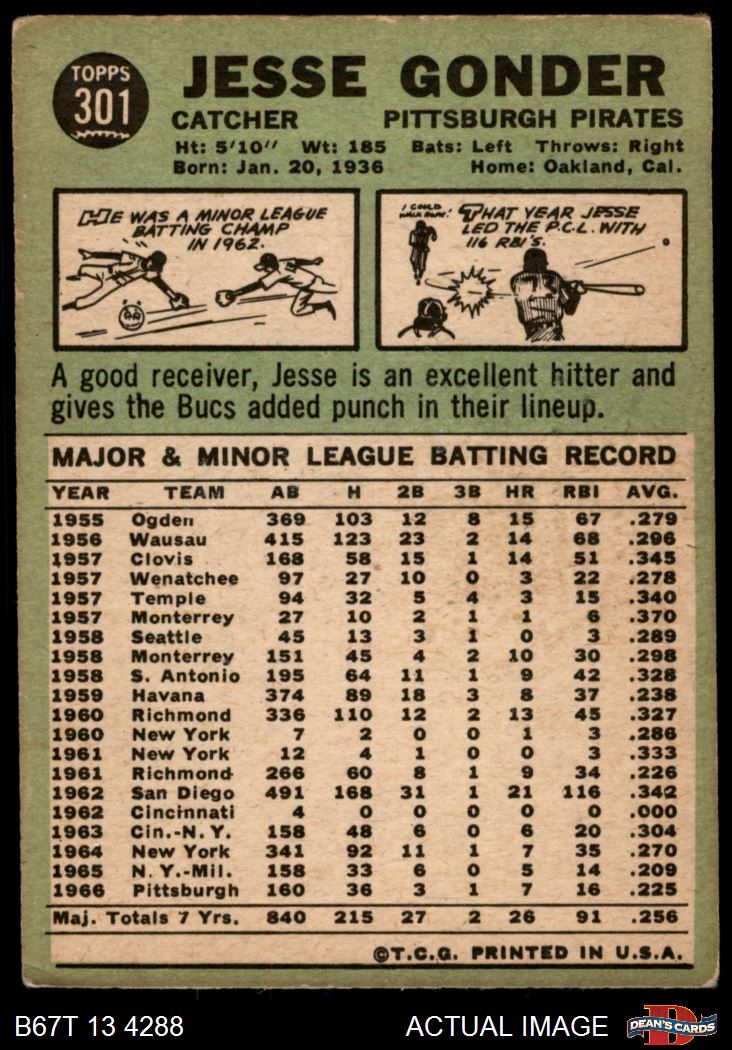 TOPPS
301
JESSE GONDER
CATCHER PITTSBURGH PIRATES
Ht: 5'10" Wt: 185 Bats: Left Throws: Right
Born: Jan. 20, 1936 Home: Oakland, Cal.
HE WAS A MINOR LEAGUE
BATTING CHAMP
IN 1962.
I COULD
WALK HOME!
THAT YEAR JESSE
LED THE P.C.L. WITH
116 RBI'S.
A good receiver, Jesse is an excellent hitter and
gives the Bucs added punch in their lineup.
MAJOR & MINOR LEAGUE BATTING RECORD
YEAR TEAM AB H 2B 3B HR RBI AVG.
1955 Ogden 369 103 12 8 15 67 .279
1956 Wausau 415 123 23 2 14 68 .296
1957 Clovis 168 58 15 1 14 51 .345
1957 Wenatchee 97 27 10 0 3 22 .278
1957 Temple 94 32 5 4 3 15 .340
1957 Monterrey 27 10 2 1 1 6 .370
1958 Seattle 45 13 3 1 0 3 .289
1958 Monterrey 151 45 4 2 10 30 .298
1958 S. Antonio 195 64 11 1 9 42 .328
1959 Havana 374 89 18 3 8 37 .238
1960 Richmond 336 110 12 2 13 45 .327
1960 New York 7 2 0 0 1 3 .286
1961 New York 12 4 1 0 0 3 .333
1961 Richmond 266 60 8 1 9 34 .226
1962 San Diego 491 168 31 1 21 116 .342
1962 Cincinnati 4 0 0 0 0 0 .000
1963 Cin.-N.Y. 158 48 6 0 6 20 .304
1964 New York 341 92 11 1 7 35 .270
1965 N.Y.-Mil. 158 33 6 0 5 14 .209
1966 Pittsburgh 160 36 3 1 7 16 .225
Maj. Totals 7 Yrs. 840 215 27 2 26 91 .256
©T.C.G. PRINTED IN U.S.A.
B67T 13 4288 ACTUAL IMAGE
D
DEAN'S CARDS